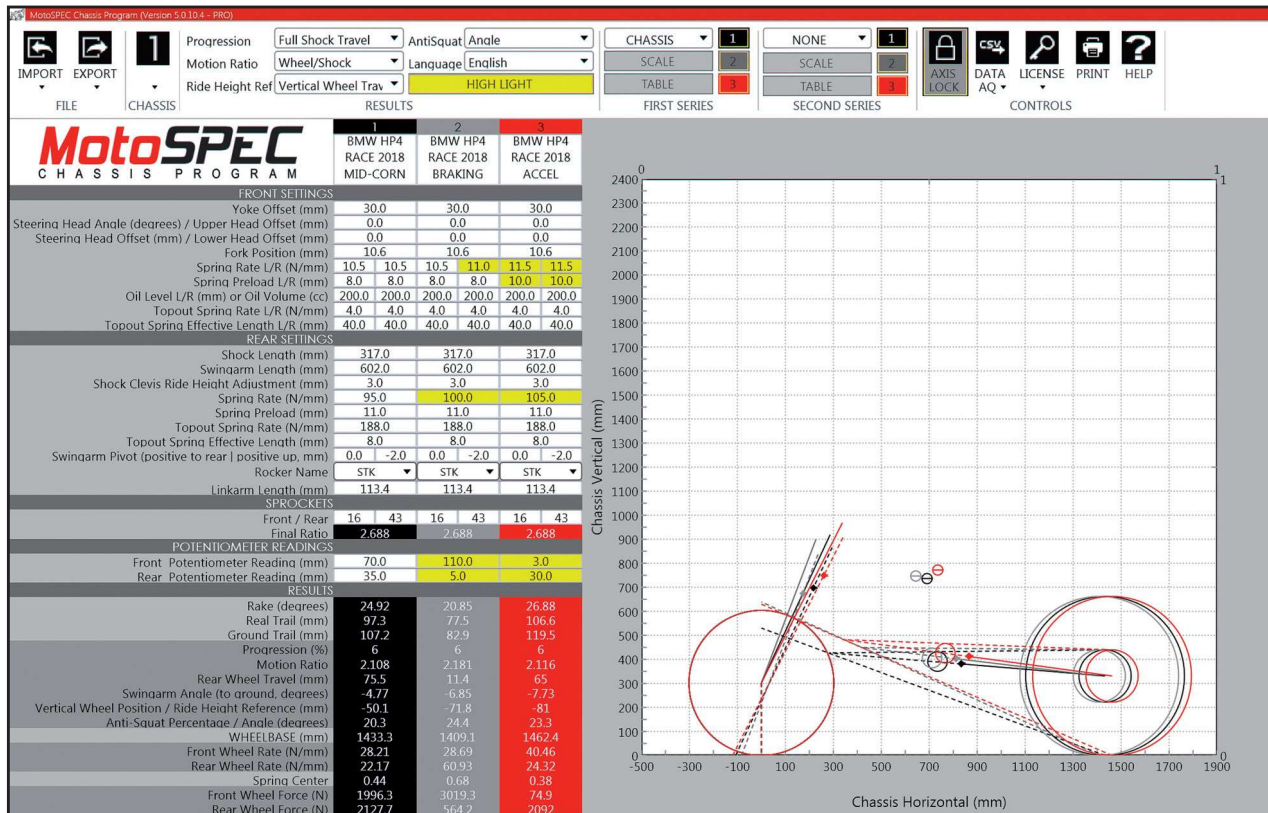 MotoSPEC Chassis Program (Version 5.0.10.4 - PRO)
IMPORT EXPORT
FILE
1
CHASSIS
Progression Full Shock Travel AntiSquat Angle
Motion Ratio Wheel/Shock Language English
Ride Height Ref Vertical Wheel Trav HIGH LIGHT
RESULTS
CHASSIS 1
SCALE 2
TABLE 3
FIRST SERIES
NONE 1
SCALE 2
TABLE 3
SECOND SERIES
AXIS LOCK
CSV
DATA AQ
LICENSE
PRINT
HELP
CONTROLS
MotoSPEC
CHASSIS PROGRAM
1 2 3
BMW HP4 BMW HP4 BMW HP4
RACE 2018 RACE 2018 RACE 2018
MID-CORN BRAKING ACCEL
FRONT SETTINGS
Yoke Offset (mm) 30.0 30.0 30.0
Steering Head Angle (degrees) / Upper Head Offset (mm) 0.0 0.0 0.0
Steering Head Offset (mm) / Lower Head Offset (mm) 0.0 0.0 0.0
Fork Position (mm) 10.6 10.6 10.6
Spring Rate L/R (N/mm) 10.5 10.5 10.5 11.0 11.5 11.5
Spring Preload L/R (mm) 8.0 8.0 8.0 8.0 10.0 10.0
Oil Level L/R (mm) or Oil Volume (cc) 200.0 200.0 200.0 200.0 200.0 200.0
Topout Spring Rate L/R (N/mm) 4.0 4.0 4.0 4.0 4.0 4.0
Topout Spring Effective Length L/R (mm) 40.0 40.0 40.0 40.0 40.0 40.0
REAR SETTINGS
Shock Length (mm) 317.0 317.0 317.0
Swingarm Length (mm) 602.0 602.0 602.0
Shock Clevis Ride Height Adjustment (mm) 3.0 3.0 3.0
Spring Rate (N/mm) 95.0 100.0 105.0
Spring Preload (mm) 11.0 11.0 11.0
Topout Spring Rate (N/mm) 188.0 188.0 188.0
Topout Spring Effective Length (mm) 8.0 8.0 8.0
Swingarm Pivot (positive to rear | positive up, mm) 0.0 -2.0 0.0 -2.0 0.0 -2.0
Rocker Name STK STK STK
Linkarm Length (mm) 113.4 113.4 113.4
SPROCKETS
Front / Rear 16 43 16 43 16 43
Final Ratio 2.688 2.688 2.688
POTENTIOMETER READINGS
Front Potentiometer Reading (mm) 70.0 110.0 3.0
Rear Potentiometer Reading (mm) 35.0 5.0 30.0
RESULTS
Rake (degrees) 24.92 20.85 26.88
Real Trail (mm) 97.3 77.5 106.6
Ground Trail (mm) 107.2 82.9 119.5
Progression (%) 6 6 6
Motion Ratio 2.108 2.181 2.116
Rear Wheel Travel (mm) 75.5 11.4 65
Swingarm Angle (to ground, degrees) -4.77 -6.85 -7.73
Vertical Wheel Position / Ride Height Reference (mm) -50.1 -71.8 -81
Anti-Squat Percentage / Angle (degrees) 20.3 24.4 23.3
WHEELBASE (mm) 1433.3 1409.1 1462.4
Front Wheel Rate (N/mm) 28.21 28.69 40.46
Rear Wheel Rate (N/mm) 22.17 60.93 24.32
Spring Center 0.44 0.68 0.38
Front Wheel Force (N) 1996.3 3019.3 74.9
Rear Wheel Force (N) 2127.7 564.2 2092
0 1
2400 1
2300
2200
2100
2000
1900
1800
1700
1600
1500
1400
1300
1200
1100
1000
900
800
700
600
500
400
300
200
100
0 0
Chassis Vertical (mm)
-500 -300 -100 100 300 500 700 900 1100 1300 1500 1700 1900
Chassis Horizontal (mm)